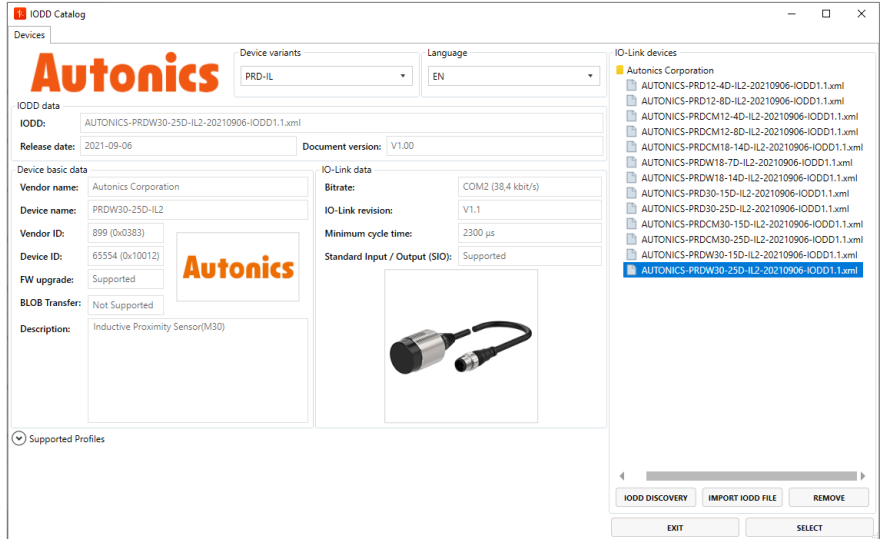 IODD Catalog
Devices
Autonics
Device variants
PRD-IL
Language
EN
IODD data
IODD: AUTONICS-PRDW30-25D-IL2-20210906-IODD1.1.xml
Release date: 2021-09-06 Document version: V1.00
Device basic data
Vendor name: Autonics Corporation
Device name: PRDW30-25D-IL2
Vendor ID: 899 (0x0383)
Device ID: 65554 (0x10012)
FW upgrade: Supported
BLOB Transfer: Not Supported
Autonics
Description: Inductive Proximity Sensor(M30)
IO-Link data
Bitrate: COM2 (38,4 kbit/s)
IO-Link revision: V1.1
Minimum cycle time: 2300 µs
Standard Input / Output (SIO): Supported
Supported Profiles
IO-Link devices
Autonics Corporation
AUTONICS-PRD12-4D-IL2-20210906-IODD1.1.xml
AUTONICS-PRD12-8D-IL2-20210906-IODD1.1.xml
AUTONICS-PRDCM12-4D-IL2-20210906-IODD1.1.xml
AUTONICS-PRDCM12-8D-IL2-20210906-IODD1.1.xml
AUTONICS-PRDCM18-14D-IL2-20210906-IODD1.1.xml
AUTONICS-PRDW18-7D-IL2-20210906-IODD1.1.xml
AUTONICS-PRDW18-14D-IL2-20210906-IODD1.1.xml
AUTONICS-PRD30-15D-IL2-20210906-IODD1.1.xml
AUTONICS-PRD30-25D-IL2-20210906-IODD1.1.xml
AUTONICS-PRDCM30-15D-IL2-20210906-IODD1.1.xml
AUTONICS-PRDCM30-25D-IL2-20210906-IODD1.1.xml
AUTONICS-PRDW30-15D-IL2-20210906-IODD1.1.xml
AUTONICS-PRDW30-25D-IL2-20210906-IODD1.1.xml
IODD DISCOVERY IMPORT IODD FILE REMOVE
EXIT SELECT